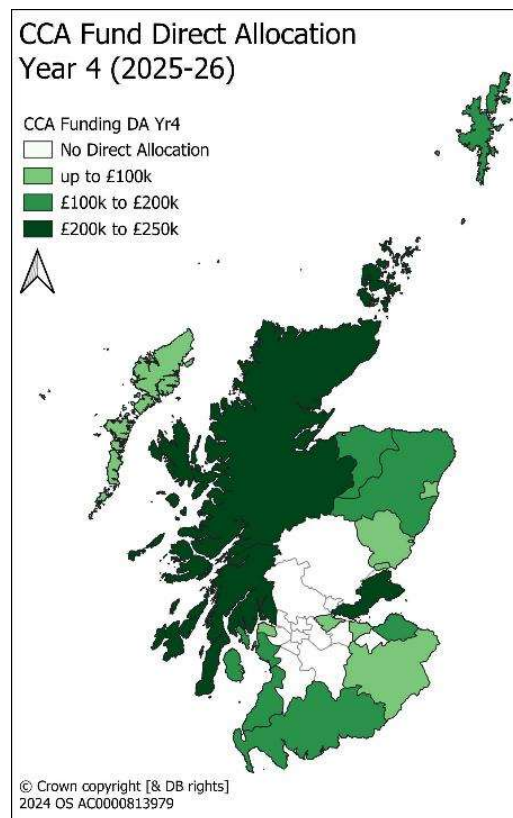 CCA Fund Direct Allocation
Year 4 (2025-26)
CCA Funding DA Yr4
No Direct Allocation
up to £100k
£100k to £200k
£200k to £250k
© Crown copyright [& DB rights]
2024 OS AC0000813979